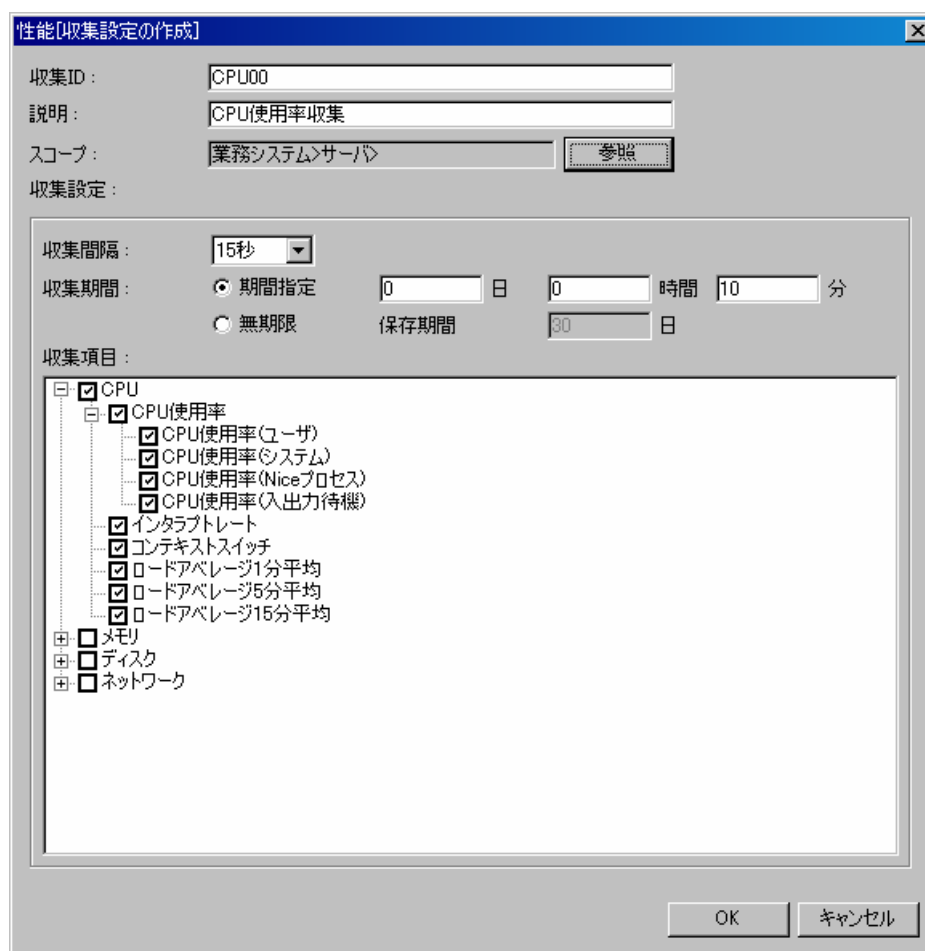 性能[収集設定の作成]
収集ID : CPU00
説明 : CPU使用率収集
スコープ : 業務システム>サーバ> 参照
収集設定 :
収集間隔 : 15秒
収集期間 : 期間指定 0 日 0 時間 10 分
無期限 保存期間 30 日
収集項目 :
CPU
CPU使用率
CPU使用率(ユーザ)
CPU使用率(システム)
CPU使用率(Niceプロセス)
CPU使用率(入出力待機)
インタラプトレート
コンテキストスイッチ
ロードアベレージ1分平均
ロードアベレージ5分平均
ロードアベレージ15分平均
メモリ
ディスク
ネットワーク
OK キャンセル